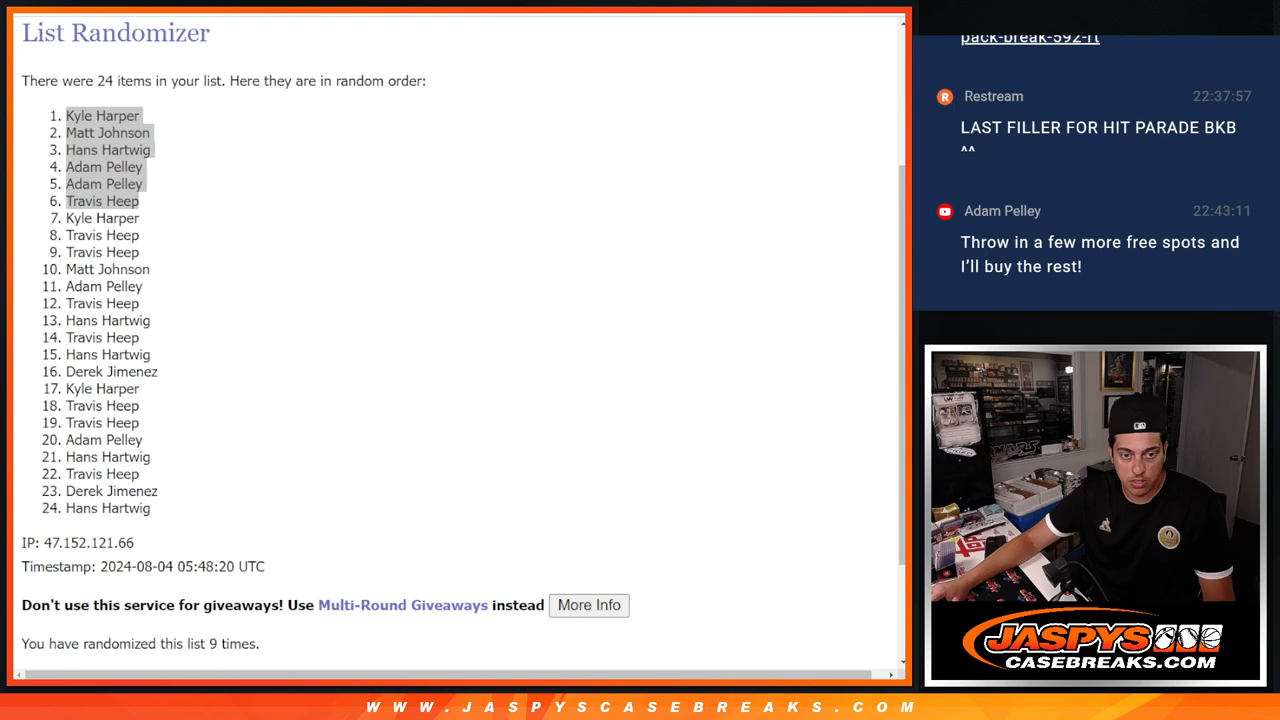 List Randomizer
There were 24 items in your list. Here they are in random order:
1. Kyle Harper
2. Matt Johnson
3. Hans Hartwig
4. Adam Pelley
5. Adam Pelley
6. Travis Heep
7. Kyle Harper
8. Travis Heep
9. Travis Heep
10. Matt Johnson
11. Adam Pelley
12. Travis Heep
13. Hans Hartwig
14. Travis Heep
15. Hans Hartwig
16. Derek Jimenez
17. Kyle Harper
18. Travis Heep
19. Travis Heep
20. Adam Pelley
21. Hans Hartwig
22. Travis Heep
23. Derek Jimenez
24. Hans Hartwig
IP: 47.152.121.66
Timestamp: 2024-08-04 05:48:20 UTC
Don't use this service for giveaways! Use Multi-Round Giveaways instead More Info
You have randomized this list 9 times.
pack-break-592-rt
Restream 22:37:57
LAST FILLER FOR HIT PARADE BKB
^^
Adam Pelley 22:43:11
Throw in a few more free spots and
I'll buy the rest!
JASPYS
CASEBREAKS.COM
WWW.JASPYSCASEBREAKS.COM